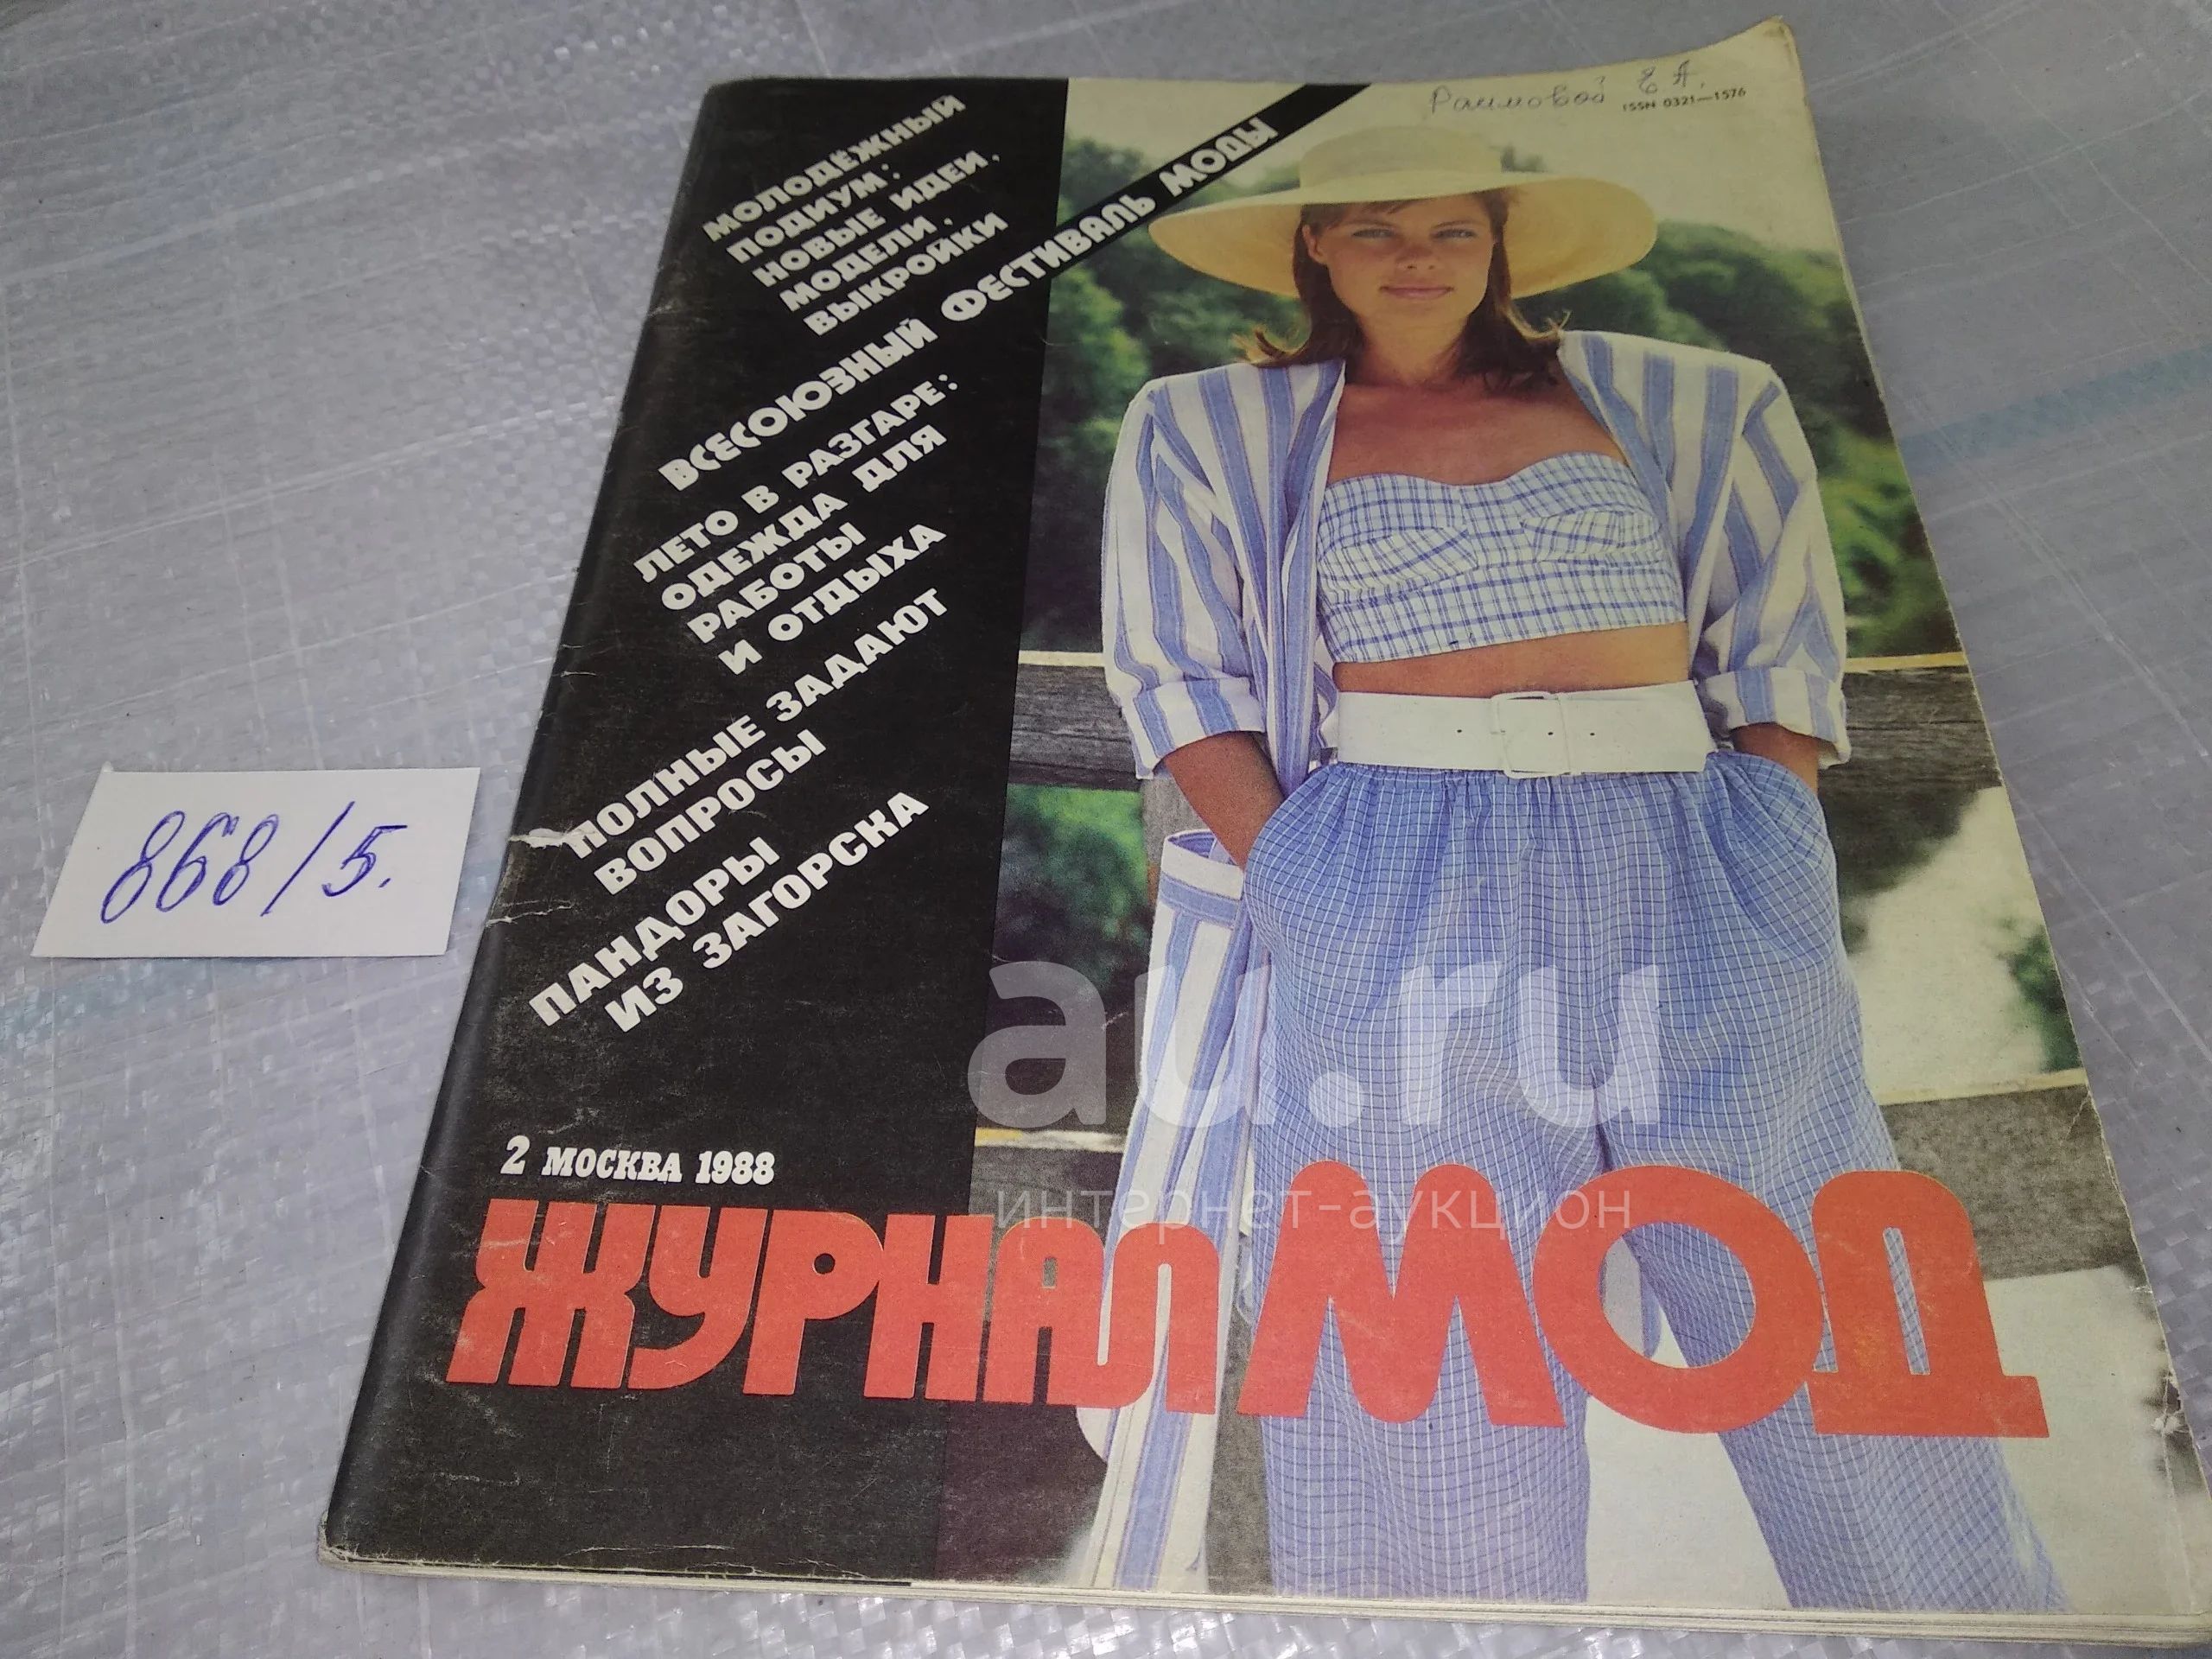 Раимовой Е А.
ISSN 0321—1576
МОЛОДЁЖНЫЙ
ПОДИУМ:
НОВЫЕ ИДЕИ,
МОДЕЛИ,
ВЫКРОЙКИ
ВСЕСОЮЗНЫЙ ФЕСТИВАЛЬ МОДЫ
ЛЕТО В РАЗГАРЕ:
ОДЕЖДА ДЛЯ
РАБОТЫ
И ОТДЫХА
ПОЛНЫЕ ЗАДАЮТ
ВОПРОСЫ
ПАНДОРЫ
ИЗ ЗАГОРСКА
868/5.
au.ru
интернет-аукцион
2 МОСКВА 1988
ЖУРНАЛ МОД